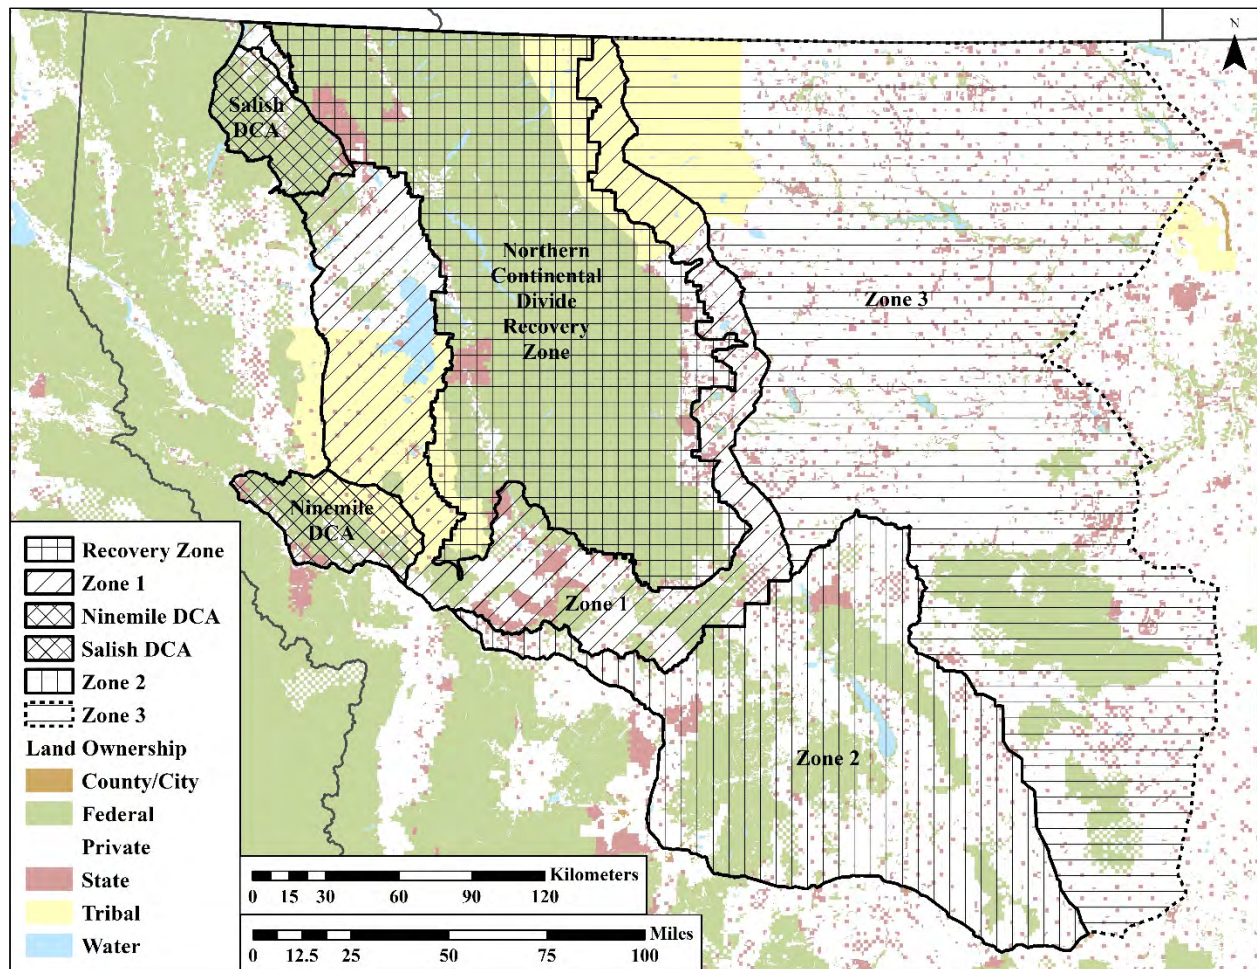 N
Salish
DCA
Northern
Continental
Divide
Recovery
Zone
Zone 3
Ninemile
DCA
Zone 1
Zone 2
Recovery Zone
Zone 1
Ninemile DCA
Salish DCA
Zone 2
Zone 3
Land Ownership
County/City
Federal
Private
State
Tribal
Water
Kilometers
0 15 30 60 90 120
Miles
0 12.5 25 50 75 100